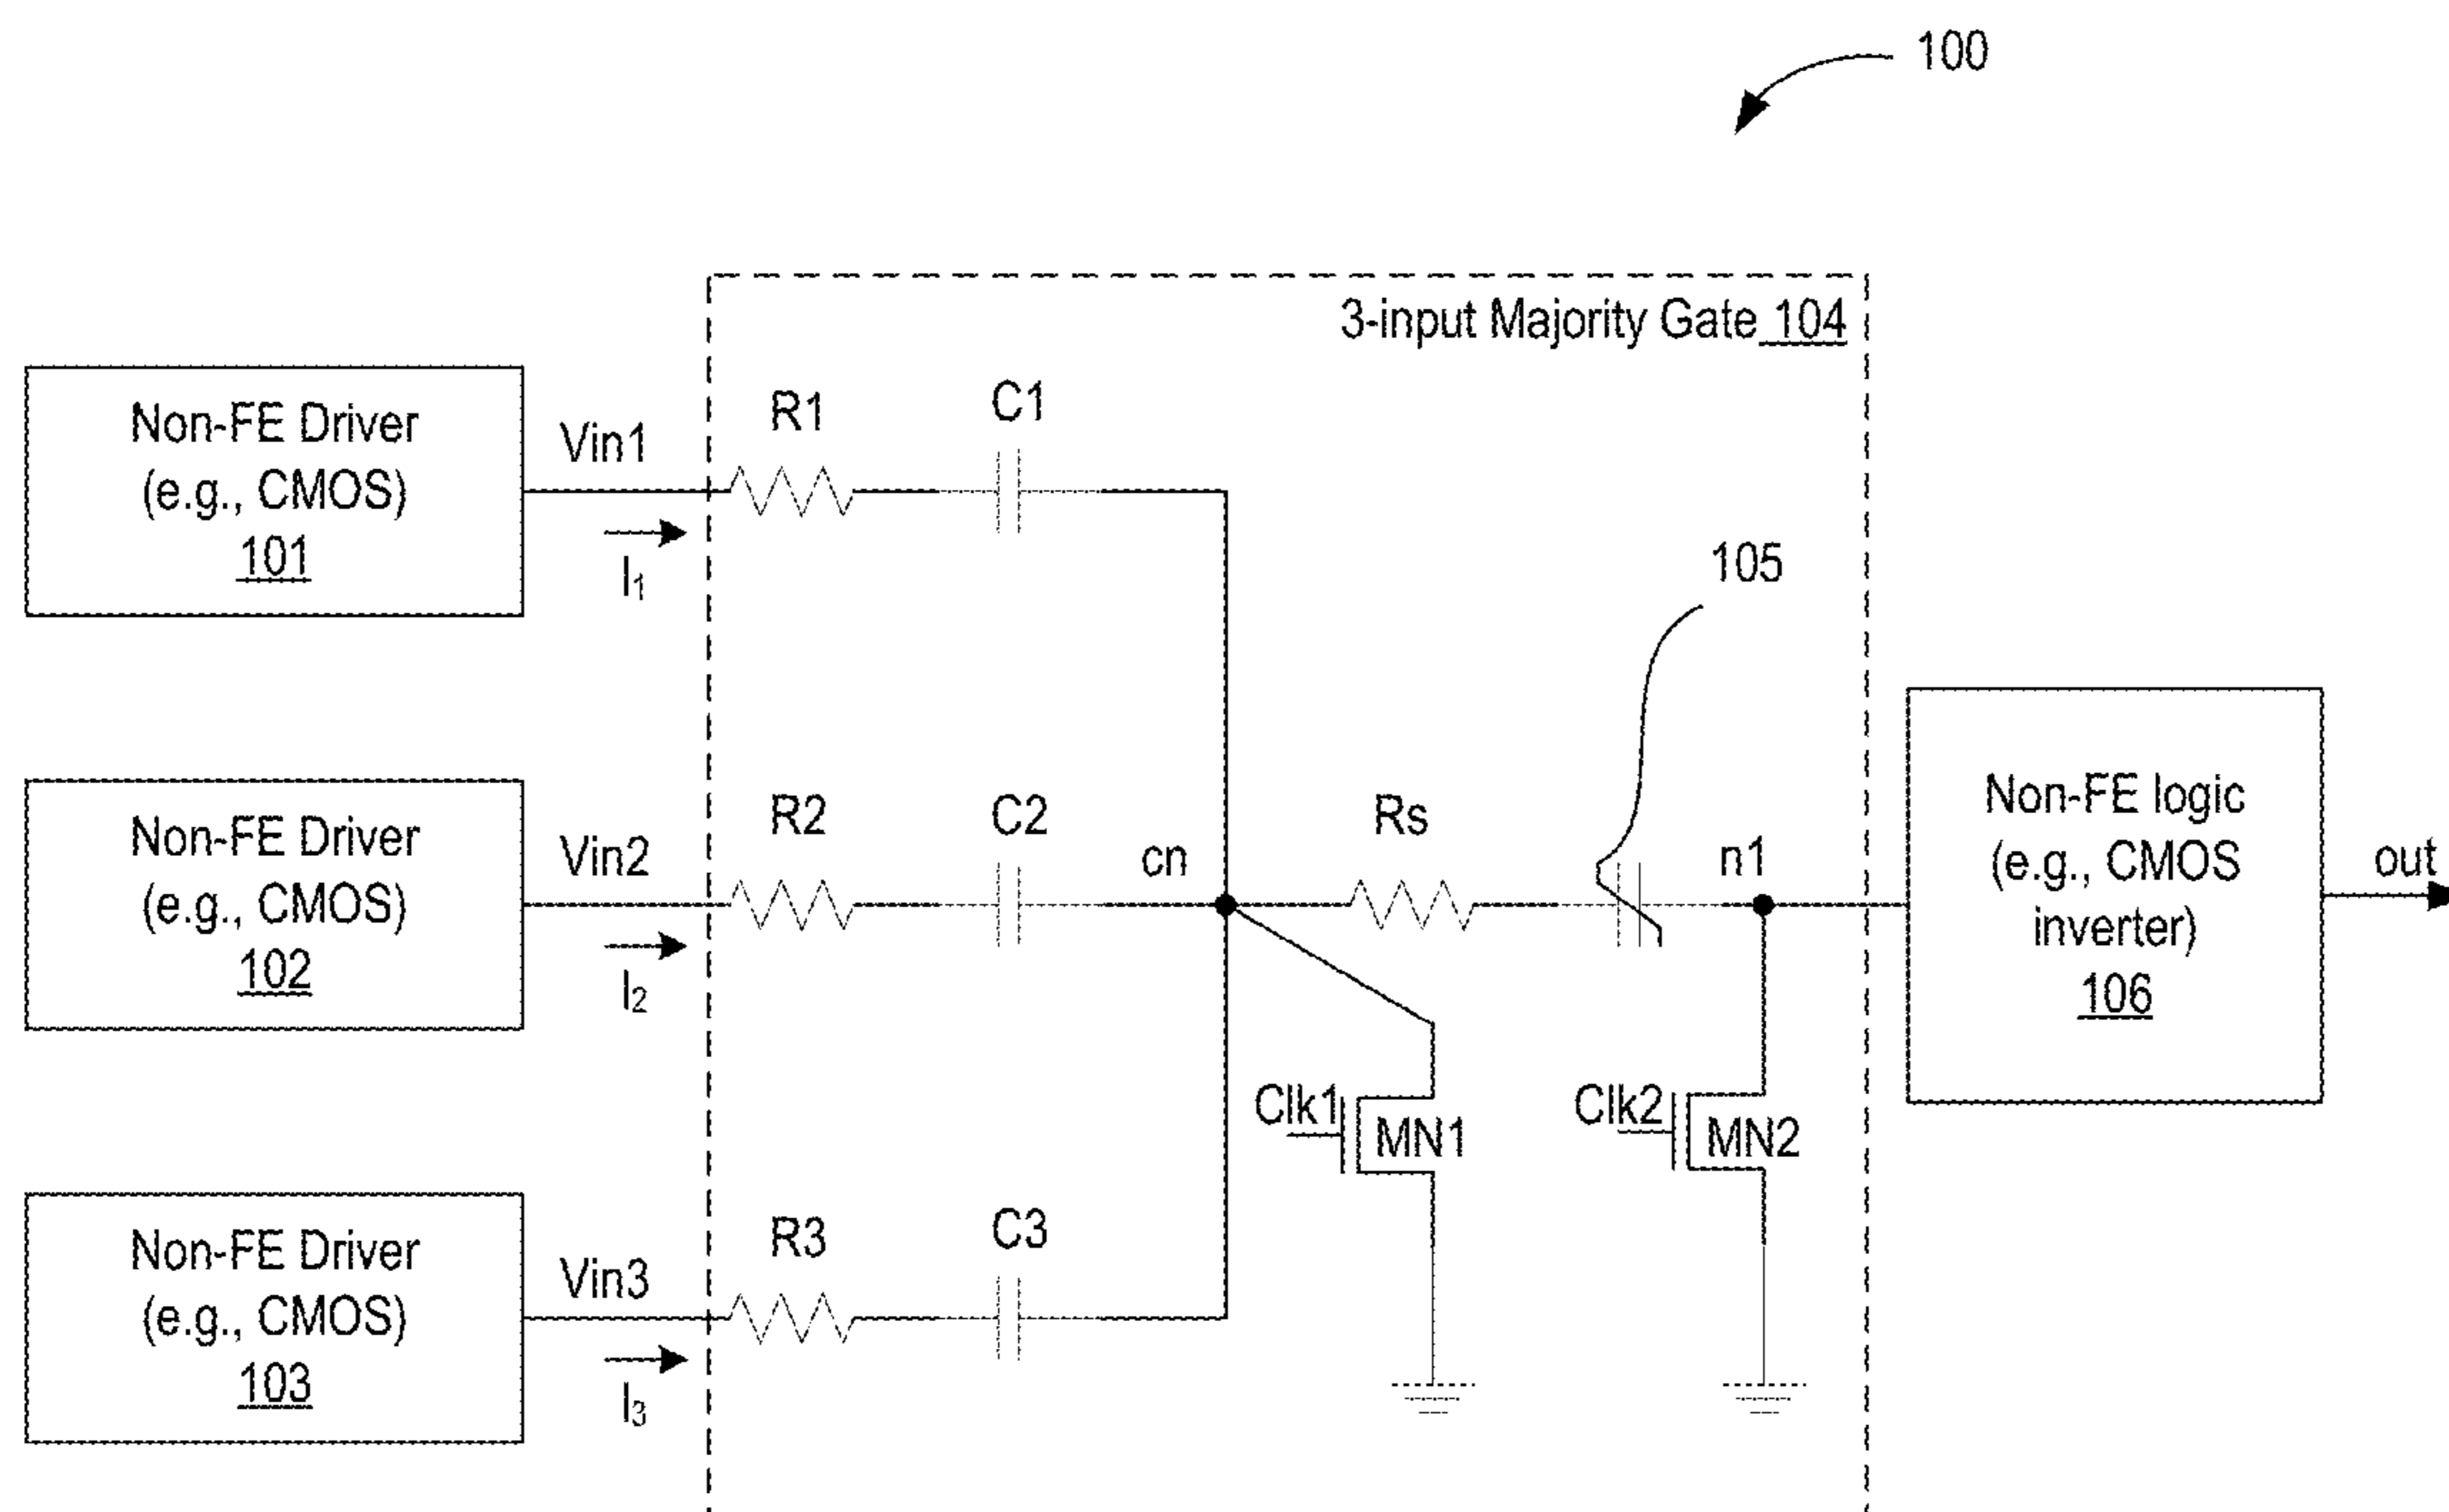 100
3-input Majority Gate 104
Non-FE Driver
(e.g., CMOS)
101
Vin1
I₁
R1
C1
105
Non-FE Driver
(e.g., CMOS)
102
Vin2
I₂
R2
C2
cn
Rs
n1
Non-FE logic
(e.g., CMOS
inverter)
106
out
Clk1
MN1
Clk2
MN2
Non-FE Driver
(e.g., CMOS)
103
Vin3
I₃
R3
C3